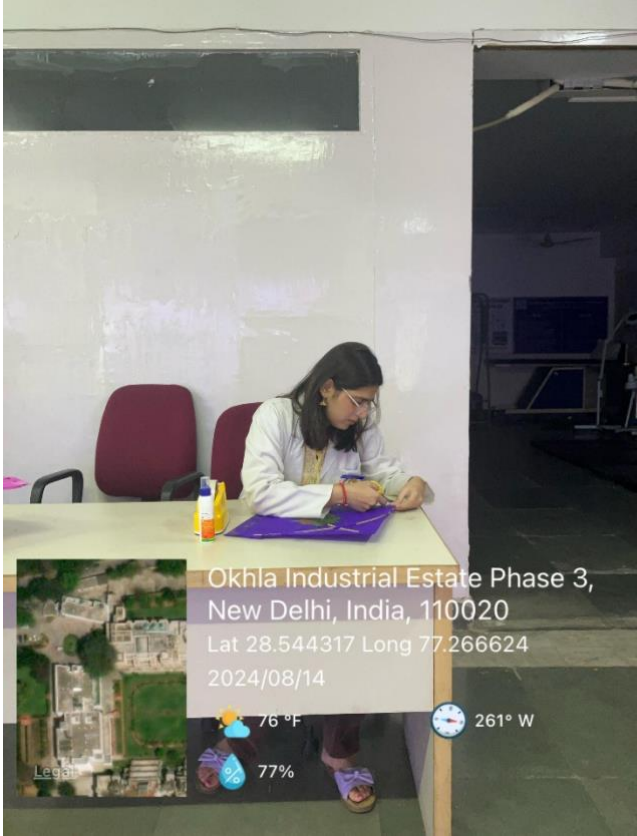 Okhla Industrial Estate Phase 3,
New Delhi, India, 110020
Lat 28.544317 Long 77.266624
2024/08/14
76 °F
261° W
77%
Legal